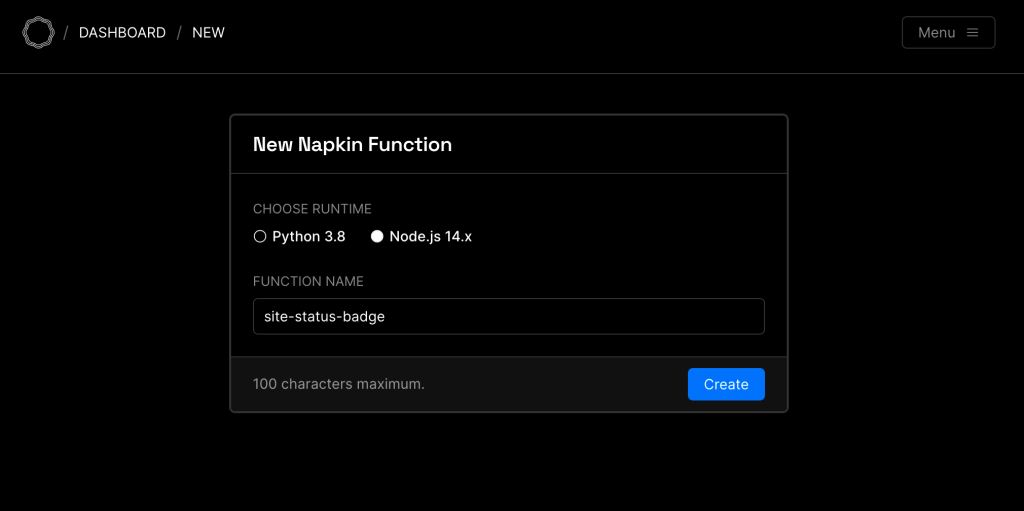 / DASHBOARD / NEW
Menu
New Napkin Function
CHOOSE RUNTIME
Python 3.8 Node.js 14.x
FUNCTION NAME
site-status-badge
100 characters maximum.
Create